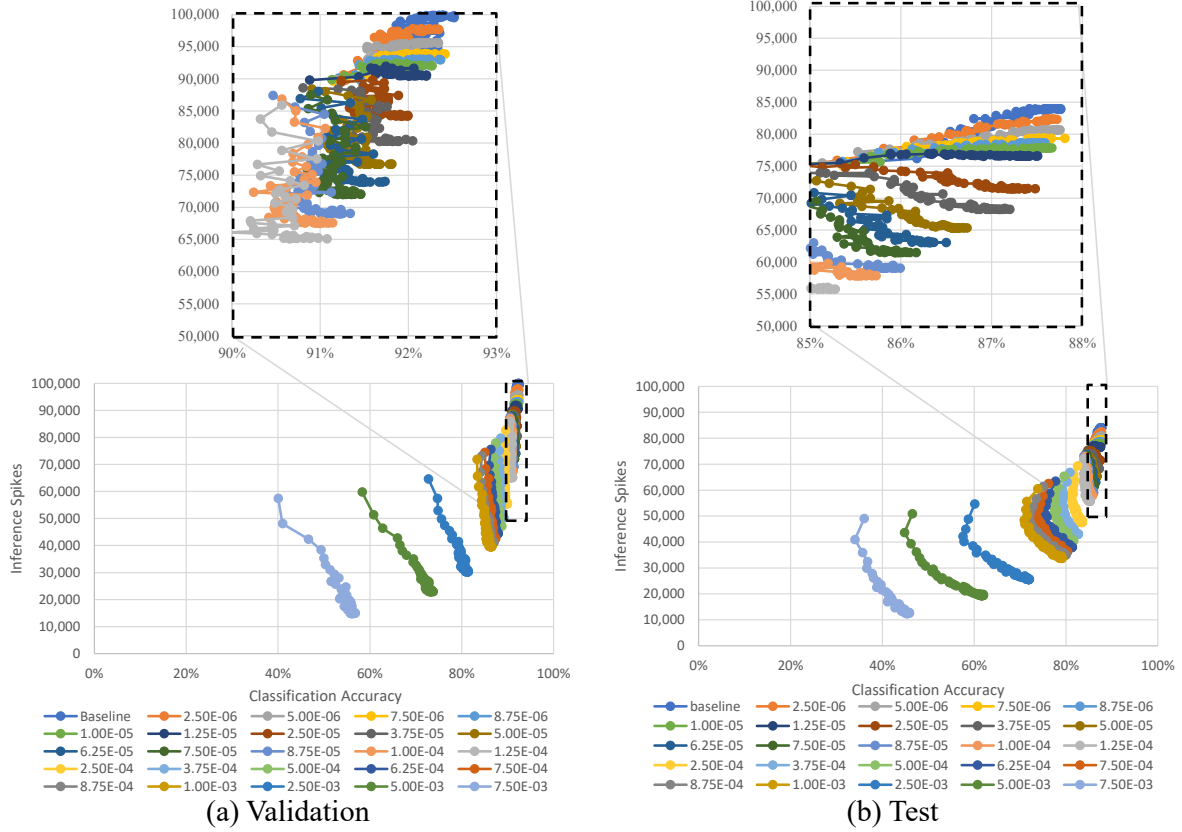 100,000
95,000
90,000
85,000
80,000
75,000
70,000
65,000
60,000
55,000
50,000
90% 91% 92% 93%
100,000
90,000
80,000
70,000
60,000
50,000
40,000
30,000
20,000
10,000
0
0% 20% 40% 60% 80% 100%
Inference Spikes
Classification Accuracy
Baseline 2.50E-06 5.00E-06 7.50E-06 8.75E-06
1.00E-05 1.25E-05 2.50E-05 3.75E-05 5.00E-05
6.25E-05 7.50E-05 8.75E-05 1.00E-04 1.25E-04
2.50E-04 3.75E-04 5.00E-04 6.25E-04 7.50E-04
8.75E-04 1.00E-03 2.50E-03 5.00E-03 7.50E-03
(a) Validation
100,000
95,000
90,000
85,000
80,000
75,000
70,000
65,000
60,000
55,000
50,000
85% 86% 87% 88%
100,000
90,000
80,000
70,000
60,000
50,000
40,000
30,000
20,000
10,000
0
0% 20% 40% 60% 80% 100%
Inference Spikes
Classification Accuracy
baseline 2.50E-06 5.00E-06 7.50E-06 8.75E-06
1.00E-05 1.25E-05 2.50E-05 3.75E-05 5.00E-05
6.25E-05 7.50E-05 8.75E-05 1.00E-04 1.25E-04
2.50E-04 3.75E-04 5.00E-04 6.25E-04 7.50E-04
8.75E-04 1.00E-03 2.50E-03 5.00E-03 7.50E-03
(b) Test